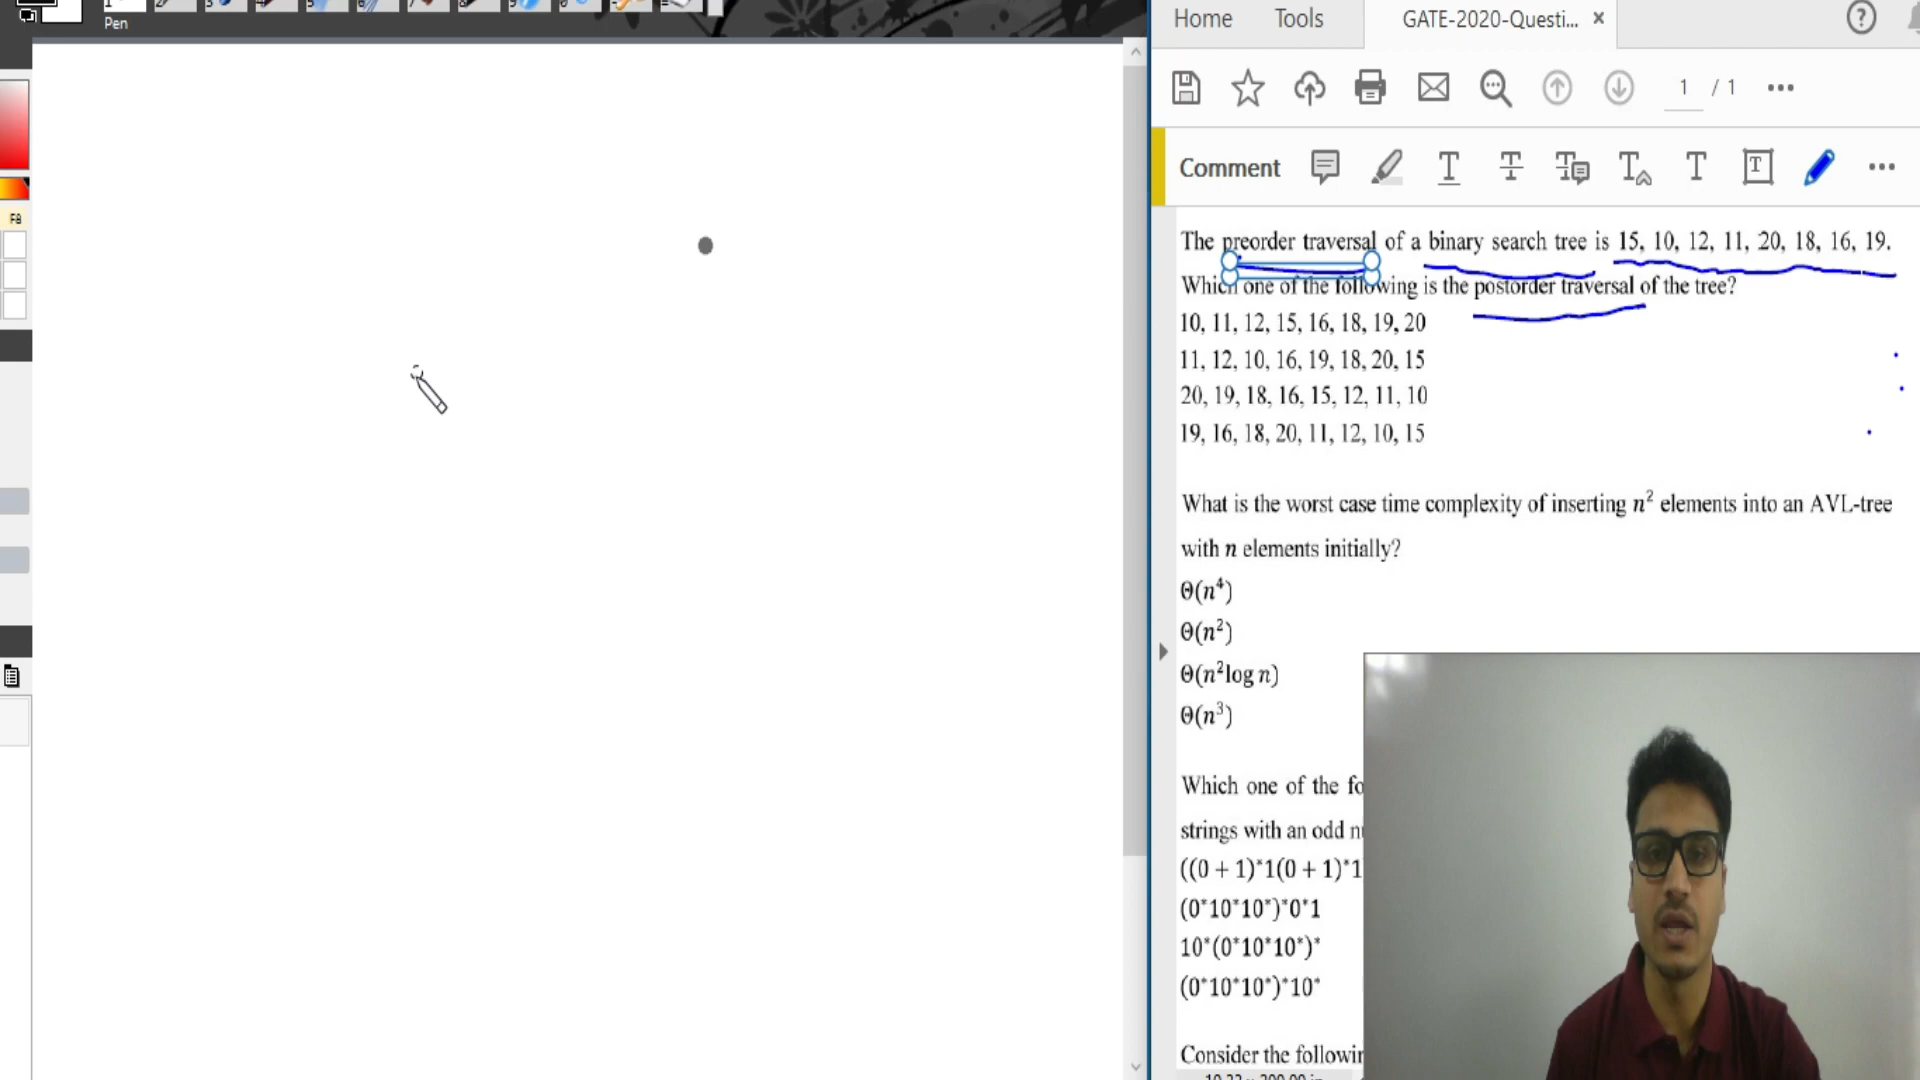 Pen
F8
Home Tools GATE-2020-Questi... ×
1 / 1
Comment
The preorder traversal of a binary search tree is 15, 10, 12, 11, 20, 18, 16, 19.
Which one of the following is the postorder traversal of the tree?
10, 11, 12, 15, 16, 18, 19, 20
11, 12, 10, 16, 19, 18, 20, 15
20, 19, 18, 16, 15, 12, 11, 10
19, 16, 18, 20, 11, 12, 10, 15
What is the worst case time complexity of inserting n² elements into an AVL-tree
with n elements initially?
Θ(n⁴)
Θ(n²)
Θ(n²log n)
Θ(n³)
Which one of the fo
strings with an odd n
((0 + 1)*1(0 + 1)*1
(0*10*10*)*0*1
10*(0*10*10*)*
(0*10*10*)*10*
Consider the followin